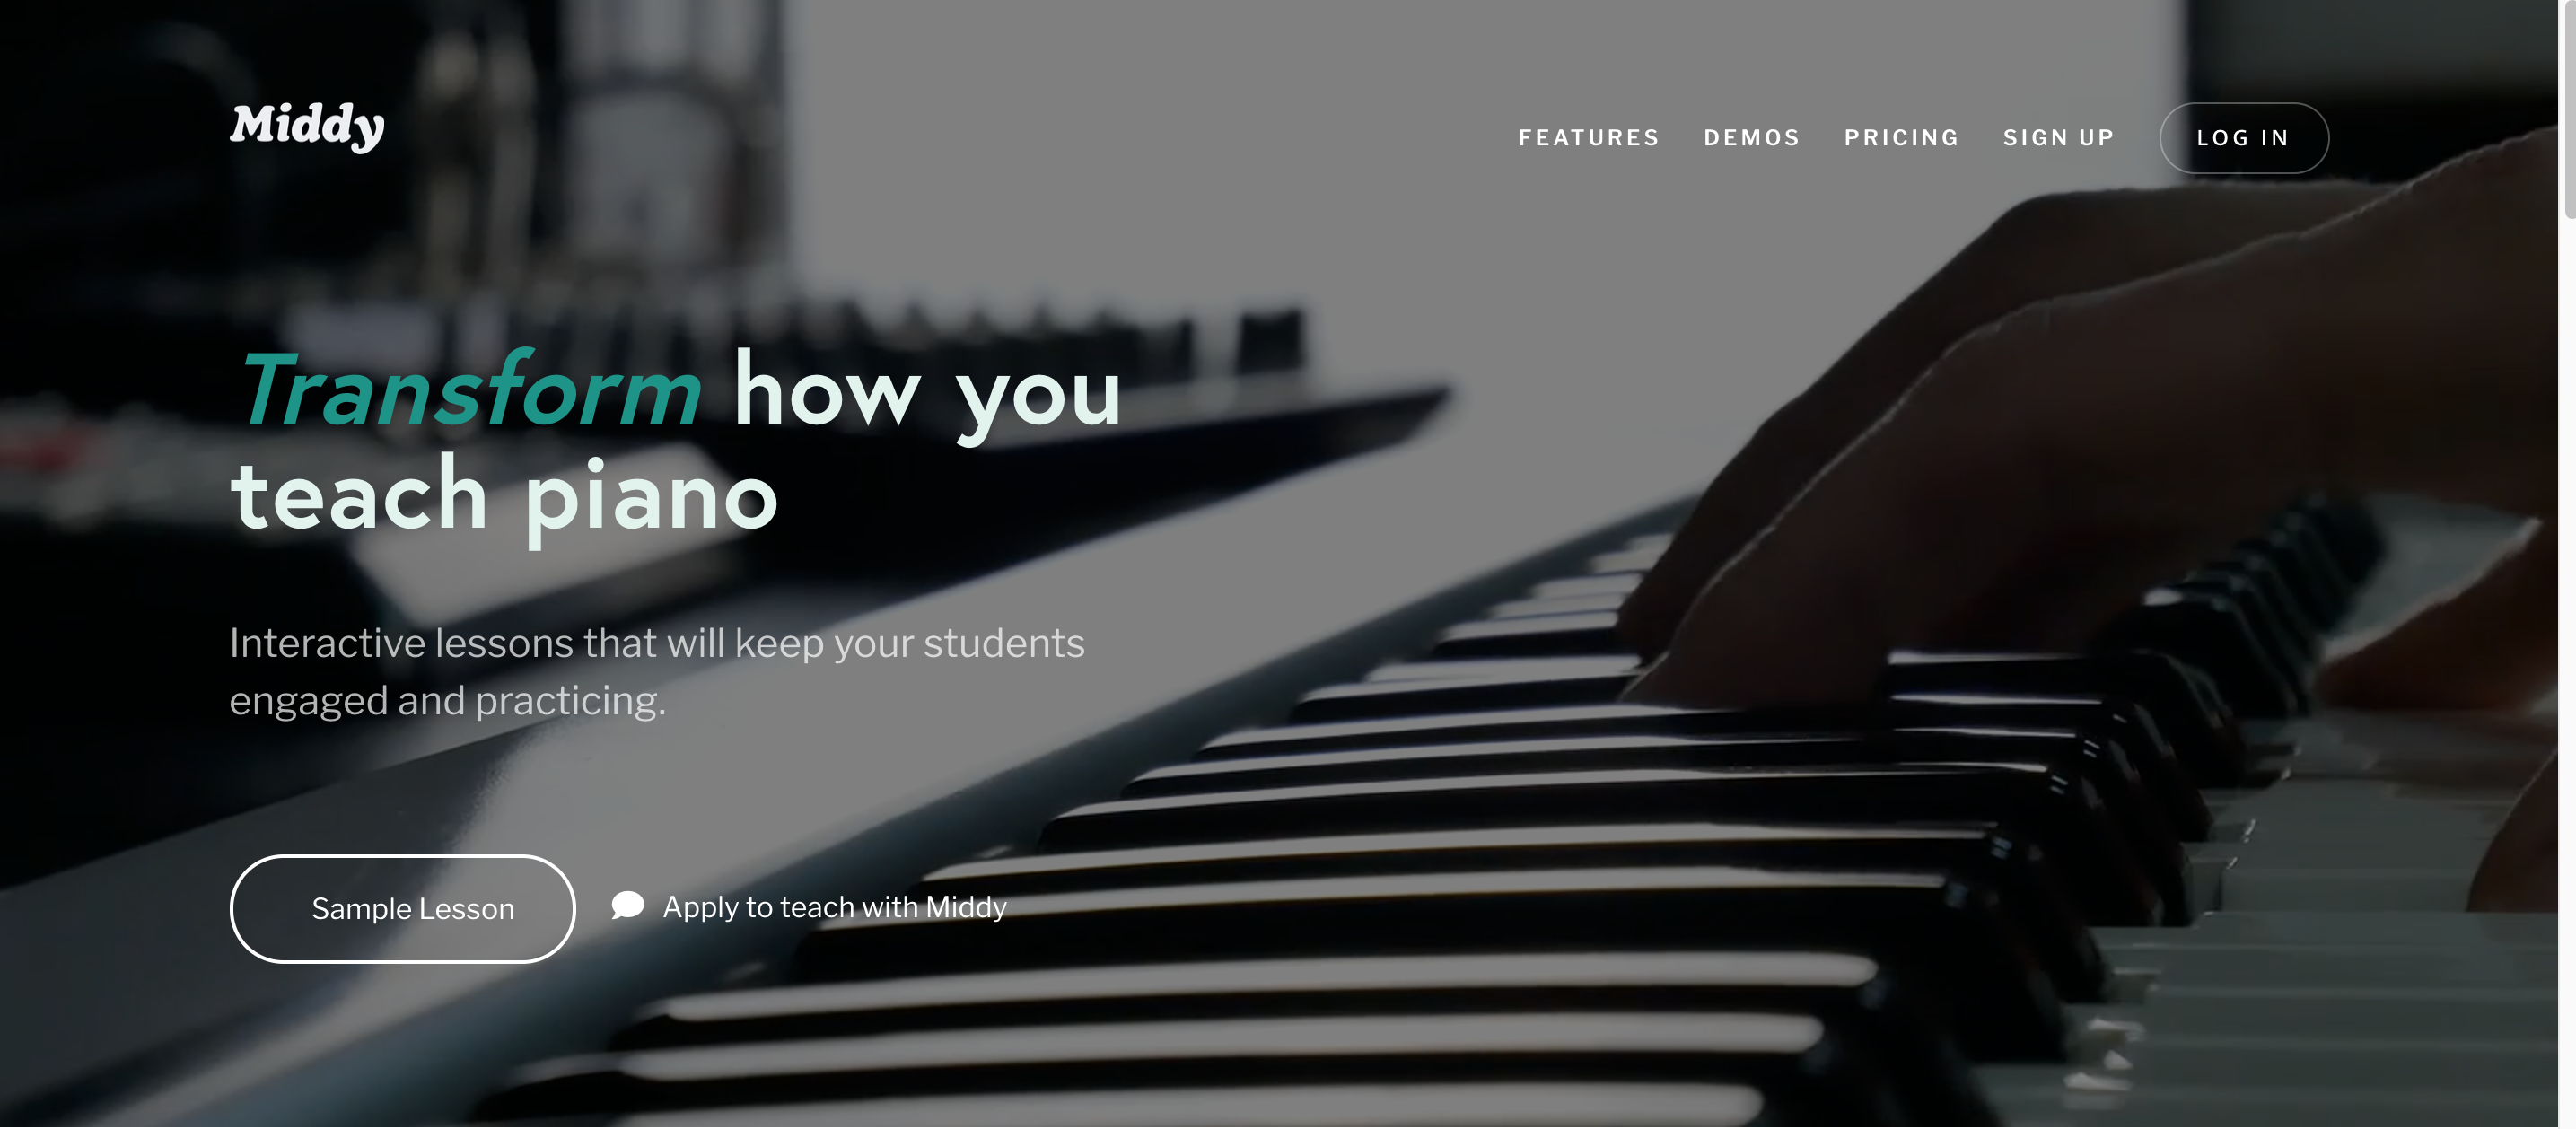 Middy
FEATURES
DEMOS
PRICING
SIGN UP
LOG IN
Transform how you
teach piano
Interactive lessons that will keep your students
engaged and practicing.
Sample Lesson
Apply to teach with Middy